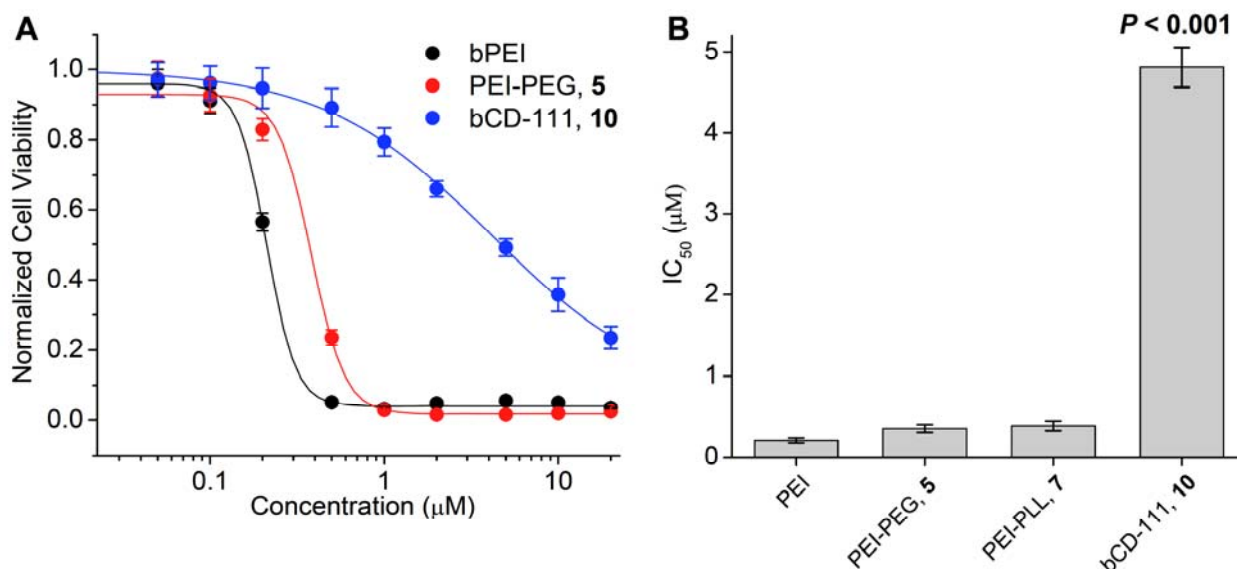 A
bPEI
PEI-PEG, 5
bCD-111, 10
Normalized Cell Viability
1.0
0.8
0.6
0.4
0.2
0.0
0.1
1
10
Concentration (μM)
B
P < 0.001
IC50 (μM)
5
4
3
2
1
0
PEI
PEI-PEG, 5
PEI-PLL, 7
bCD-111, 10